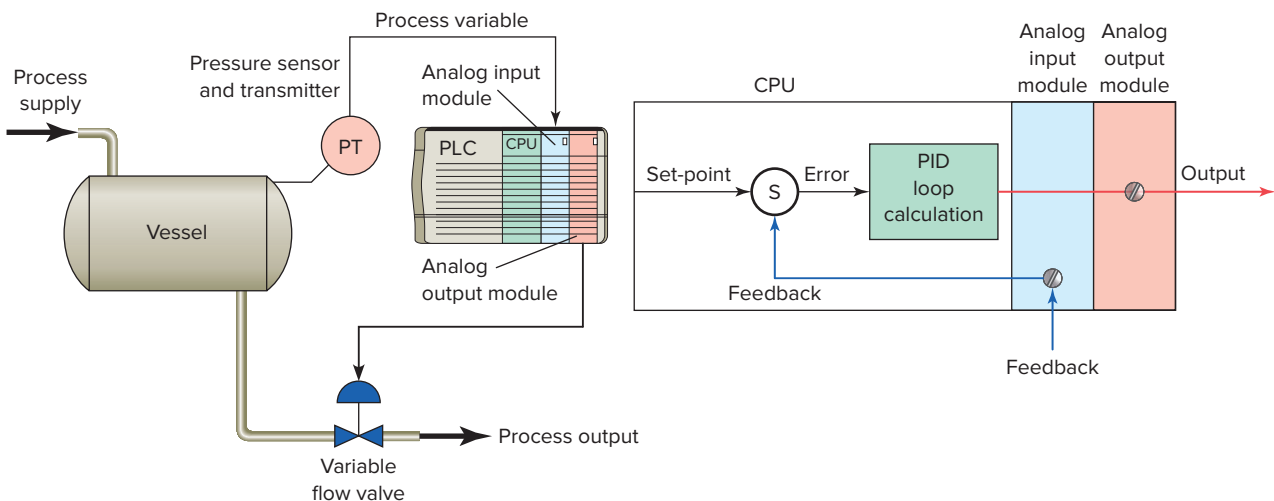 Process variable
Pressure sensor
and transmitter
Process
supply
Analog input
module
PT
PLC
CPU
Vessel
Analog
output module
Process output
Variable
flow valve
Analog
input
module
Analog
output
module
CPU
Set-point
S
Error
PID
loop
calculation
Output
Feedback
Feedback